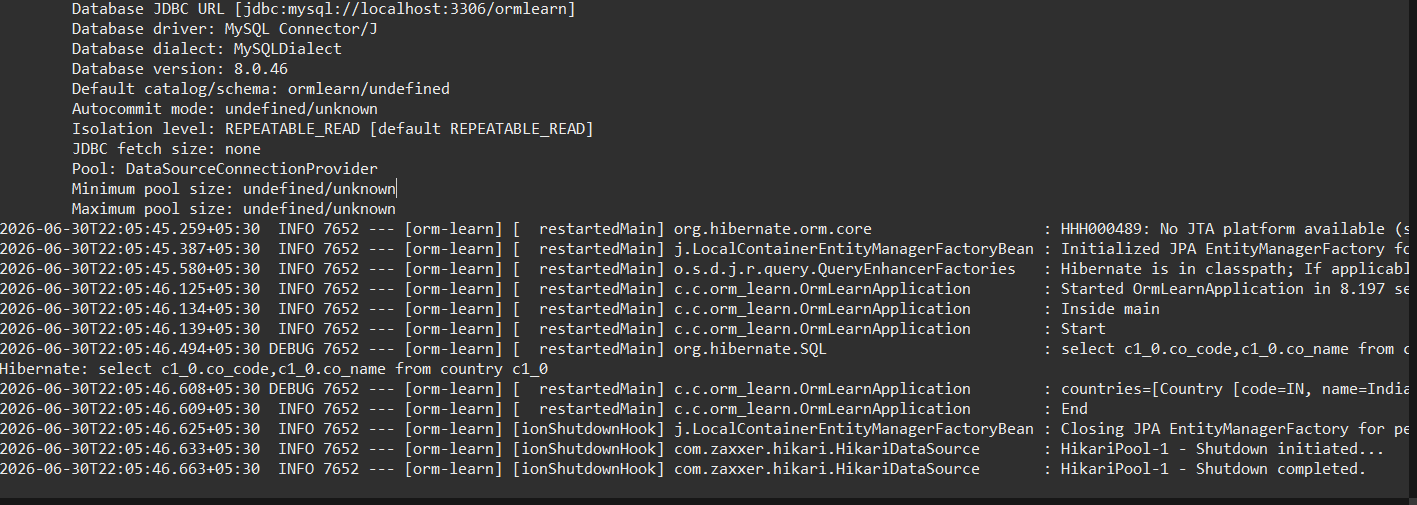 Database JDBC URL [jdbc:mysql://localhost:3306/ormlearn]
Database driver: MySQL Connector/J
Database dialect: MySQLDialect
Database version: 8.0.46
Default catalog/schema: ormlearn/undefined
Autocommit mode: undefined/unknown
Isolation level: REPEATABLE_READ [default REPEATABLE_READ]
JDBC fetch size: none
Pool: DataSourceConnectionProvider
Minimum pool size: undefined/unknown
Maximum pool size: undefined/unknown
2026-06-30T22:05:45.259+05:30  INFO 7652 --- [orm-learn] [  restartedMain] org.hibernate.orm.core                   : HHH000489: No JTA platform available (s
2026-06-30T22:05:45.387+05:30  INFO 7652 --- [orm-learn] [  restartedMain] j.LocalContainerEntityManagerFactoryBean : Initialized JPA EntityManagerFactory fo
2026-06-30T22:05:45.580+05:30  INFO 7652 --- [orm-learn] [  restartedMain] o.s.d.j.r.query.QueryEnhancerFactories   : Hibernate is in classpath; If applicabl
2026-06-30T22:05:46.125+05:30  INFO 7652 --- [orm-learn] [  restartedMain] c.c.orm_learn.OrmLearnApplication        : Started OrmLearnApplication in 8.197 se
2026-06-30T22:05:46.134+05:30  INFO 7652 --- [orm-learn] [  restartedMain] c.c.orm_learn.OrmLearnApplication        : Inside main
2026-06-30T22:05:46.139+05:30  INFO 7652 --- [orm-learn] [  restartedMain] c.c.orm_learn.OrmLearnApplication        : Start
2026-06-30T22:05:46.494+05:30 DEBUG 7652 --- [orm-learn] [  restartedMain] org.hibernate.SQL                        : select c1_0.co_code,c1_0.co_name from c
Hibernate: select c1_0.co_code,c1_0.co_name from country c1_0
2026-06-30T22:05:46.608+05:30 DEBUG 7652 --- [orm-learn] [  restartedMain] c.c.orm_learn.OrmLearnApplication        : countries=[Country [code=IN, name=India
2026-06-30T22:05:46.609+05:30  INFO 7652 --- [orm-learn] [  restartedMain] c.c.orm_learn.OrmLearnApplication        : End
2026-06-30T22:05:46.625+05:30  INFO 7652 --- [orm-learn] [ionShutdownHook] j.LocalContainerEntityManagerFactoryBean : Closing JPA EntityManagerFactory for pe
2026-06-30T22:05:46.633+05:30  INFO 7652 --- [orm-learn] [ionShutdownHook] com.zaxxer.hikari.HikariDataSource       : HikariPool-1 - Shutdown initiated...
2026-06-30T22:05:46.663+05:30  INFO 7652 --- [orm-learn] [ionShutdownHook] com.zaxxer.hikari.HikariDataSource       : HikariPool-1 - Shutdown completed.